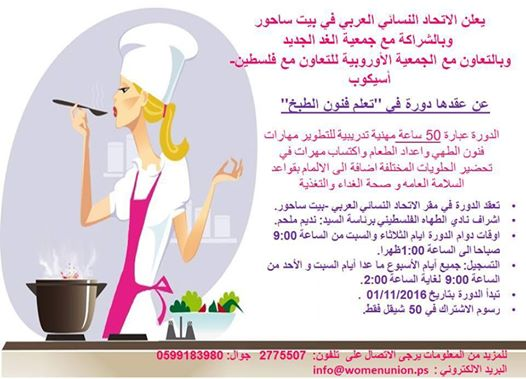 يعلن الاتحاد النسائي العربي في بيت ساحور
وبالشراكة مع جمعية الغد الجديد
وبالتعاون مع الجمعية الأوروبية للتعاون مع فلسطين-
أسيكوب
عن عقدها دورة في "تعلم فنون الطبخ"
الدورة عبارة 50 ساعة مهنية تدريبية للتطوير مهارات
فنون الطهي واعداد الطعام واكتساب مهرات في
تحضير الحلويات المختلفة اضافة الى الالمام بقواعد
السلامة العامه و صحة الغداء والتغذية
• تعقد الدورة في مقر الاتحاد النسائي العربي -بيت ساحور.
• اشراف نادي الطهاه الفلسطيني برئاسة السيد: نديم ملحم.
• اوقات دوام الدورة ايام الثلاثاء والسبت من الساعة 9:00
صباحا الى الساعة 1:00ظهرا.
• التسجيل: جميع أيام الأسبوع ما عدا أيام السبت و الأحد من
الساعة 9:00 لغاية الساعة 2:00.
• تبدأ الدورة بتاريخ 01/11/2016 .
• رسوم الاشتراك في 50 شيقل فقط.
للمزيد من المعلومات يرجى الاتصال على تلفون: 2775507 جوال: 0599183980
البريد الالكتروني : info@womenunion.ps